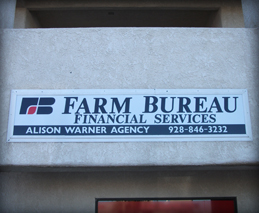 FARM BUREAU
FINANCIAL SERVICES
ALISON WARNER AGENCY 928-846-3232